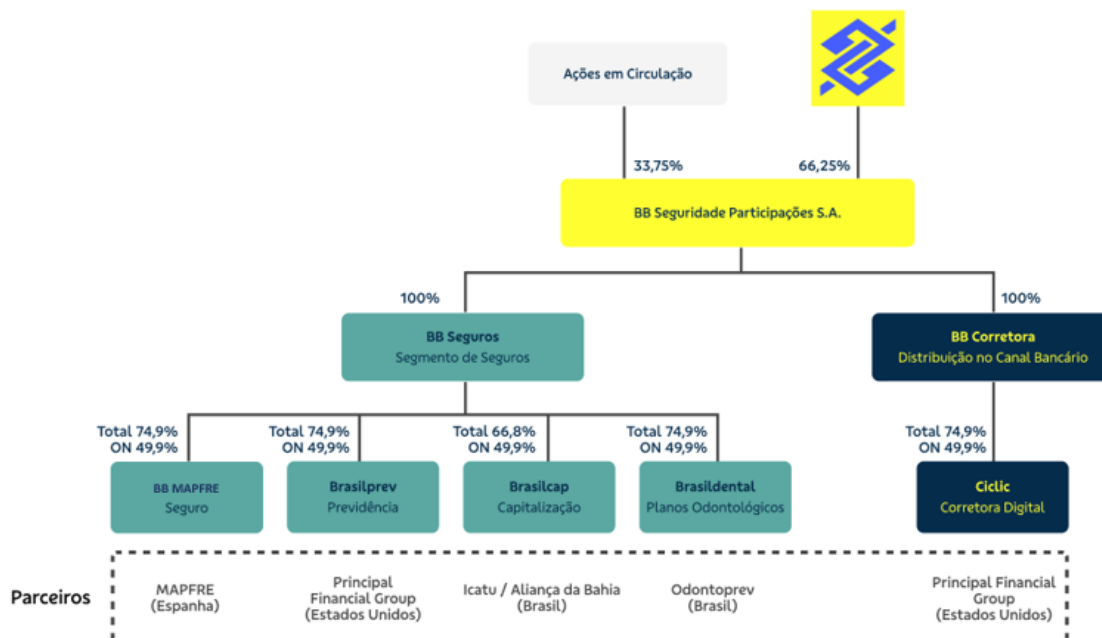 Ações em Circulação
33,75%
66,25%
BB Seguridade Participações S.A.
100%
100%
BB Seguros
Segmento de Seguros
BB Corretora
Distribuição no Canal Bancário
Total 74,9%
ON 49,9%
Total 74,9%
ON 49,9%
Total 66,8%
ON 49,9%
Total 74,9%
ON 49,9%
Total 74,9%
ON 49,9%
BB MAPFRE
Seguro
Brasilprev
Previdência
Brasilcap
Capitalização
Brasildental
Planos Odontológicos
Ciclic
Corretora Digital
Parceiros
MAPFRE
(Espanha)
Principal
Financial Group
(Estados Unidos)
Icatu / Aliança da Bahia
(Brasil)
Odontoprev
(Brasil)
Principal Financial
Group
(Estados Unidos)